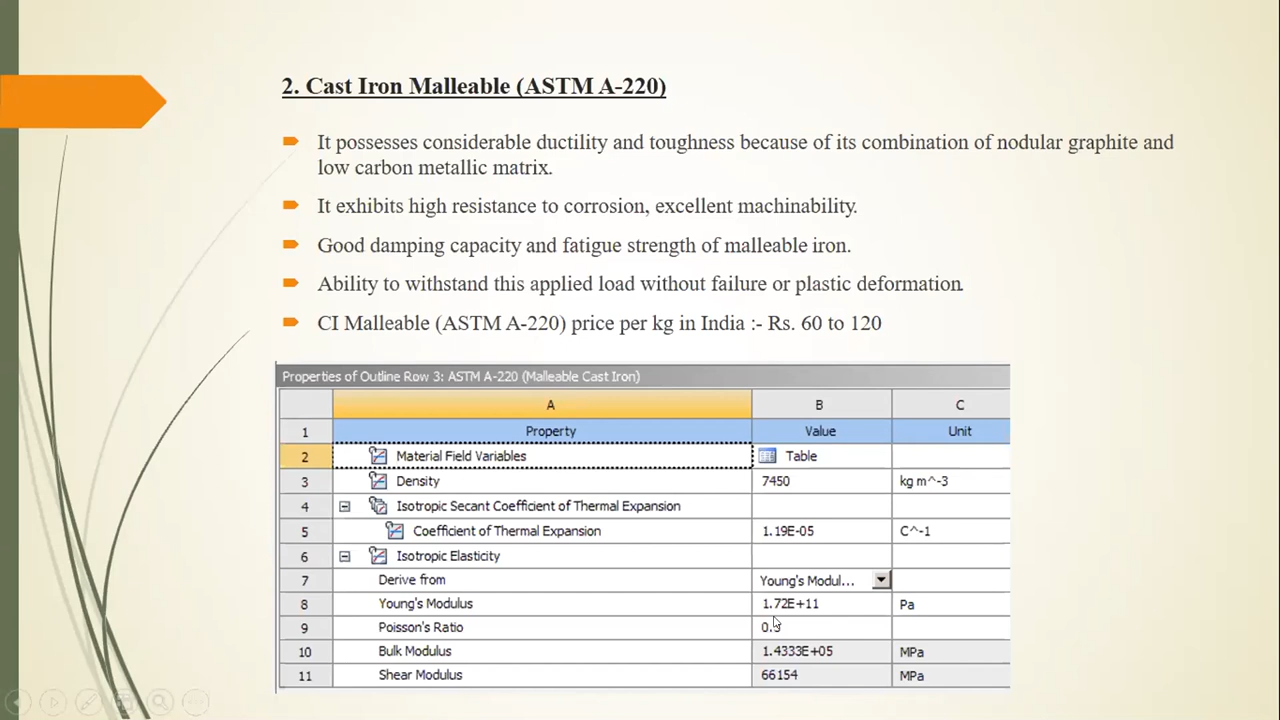 2. Cast Iron Malleable (ASTM A-220)
It possesses considerable ductility and toughness because of its combination of nodular graphite and
low carbon metallic matrix.
It exhibits high resistance to corrosion, excellent machinability.
Good damping capacity and fatigue strength of malleable iron.
Ability to withstand this applied load without failure or plastic deformation.
CI Malleable (ASTM A-220) price per kg in India :- Rs. 60 to 120
Properties of Outline Row 3: ASTM A-220 (Malleable Cast Iron)
A B C
1 Property Value Unit
2 Material Field Variables Table
3 Density 7450 kg m^-3
4 Isotropic Secant Coefficient of Thermal Expansion
5 Coefficient of Thermal Expansion 1.19E-05 C^-1
6 Isotropic Elasticity
7 Derive from Young's Modul...
8 Young's Modulus 1.72E+11 Pa
9 Poisson's Ratio 0.3
10 Bulk Modulus 1.4333E+05 MPa
11 Shear Modulus 66154 MPa